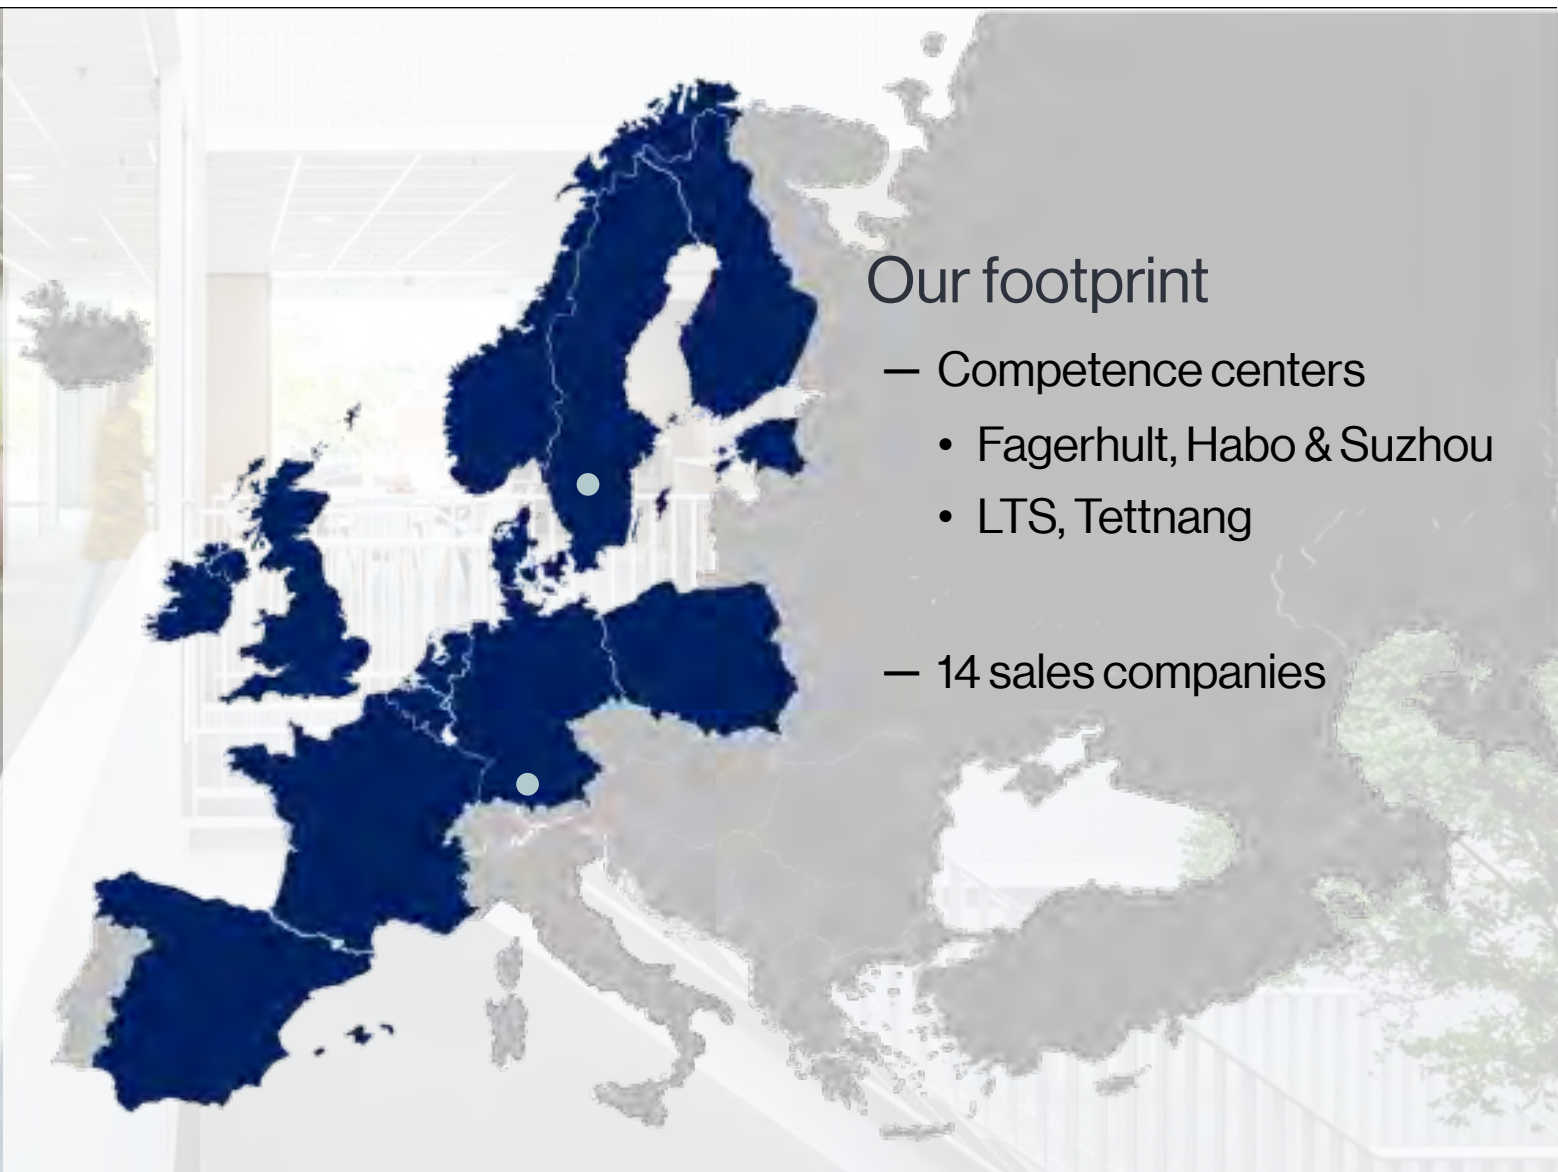 Our footprint
— Competence centers
• Fagerhult, Habo & Suzhou
• LTS, Tettnang
— 14 sales companies